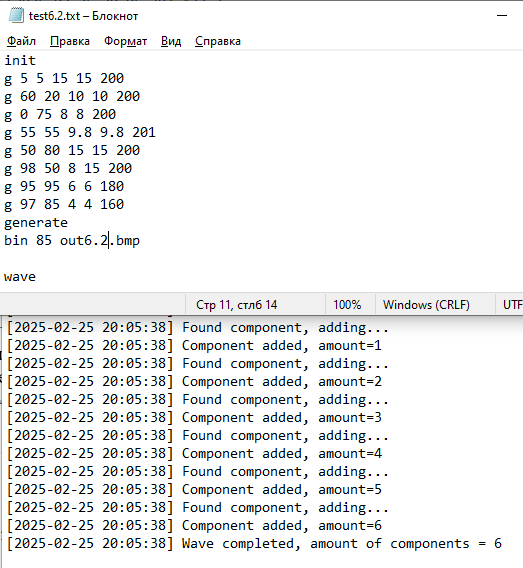 test6.2.txt – Блокнот
Файл Правка Формат Вид Справка
init
g 5 5 15 15 200
g 60 20 10 10 200
g 0 75 8 8 200
g 55 55 9.8 9.8 201
g 50 80 15 15 200
g 98 50 8 15 200
g 95 95 6 6 180
g 97 85 4 4 160
generate
bin 85 out6.2.bmp
wave
Стр 11, стлб 14 100% Windows (CRLF) UTF
[2025-02-25 20:05:38] Found component, adding...
[2025-02-25 20:05:38] Component added, amount=1
[2025-02-25 20:05:38] Found component, adding...
[2025-02-25 20:05:38] Component added, amount=2
[2025-02-25 20:05:38] Found component, adding...
[2025-02-25 20:05:38] Component added, amount=3
[2025-02-25 20:05:38] Found component, adding...
[2025-02-25 20:05:38] Component added, amount=4
[2025-02-25 20:05:38] Found component, adding...
[2025-02-25 20:05:38] Component added, amount=5
[2025-02-25 20:05:38] Found component, adding...
[2025-02-25 20:05:38] Component added, amount=6
[2025-02-25 20:05:38] Wave completed, amount of components = 6